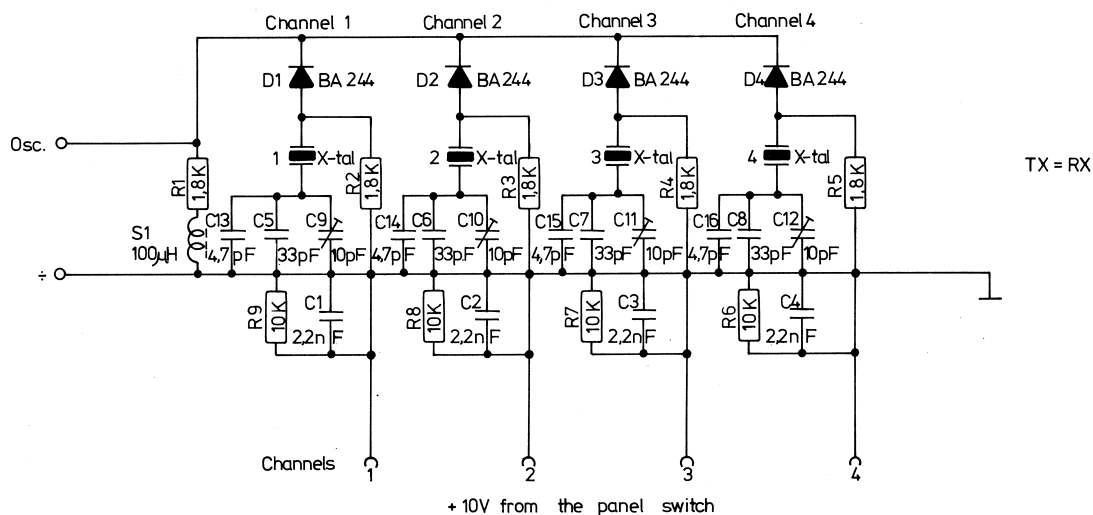 Channel 1 Channel 2 Channel 3 Channel 4
D1 BA 244 D2 BA 244 D3 BA 244 D4 BA 244
Osc.
1 X-tal 2 X-tal 3 X-tal 4 X-tal
TX = RX
R1 1,8K R2 1,8K R3 1,8K R4 1,8K R5 1,8K
C13 C5 C9 C14 C6 C10 C15 C7 C11 C16 C8 C12
S1
100µH 4,7pF 33pF 10pF 4,7pF 33pF 10pF 4,7pF 33pF 10pF 4,7pF 33pF 10pF
÷
R9 10K C1 R8 10K C2 R7 10K C3 R6 10K C4
2,2nF 2,2nF 2,2nF 2,2nF
Channels 1 2 3 4
+ 10V from the panel switch